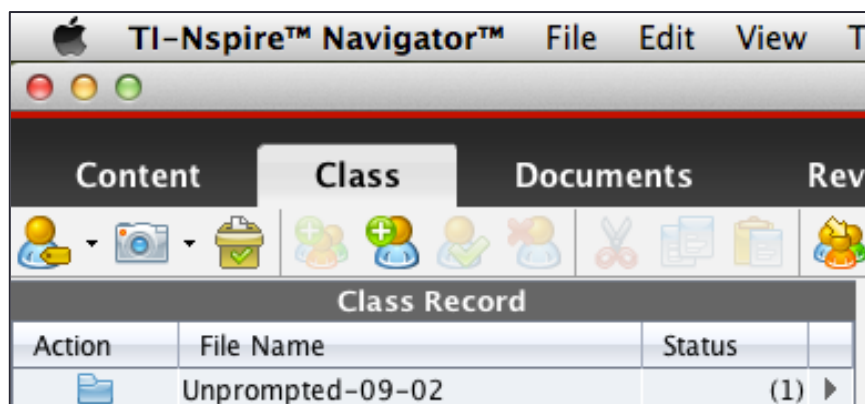 TI-Nspire™ Navigator™ File Edit View T
Content Class Documents Rev
Class Record
Action File Name Status
Unprompted-09-02 (1)